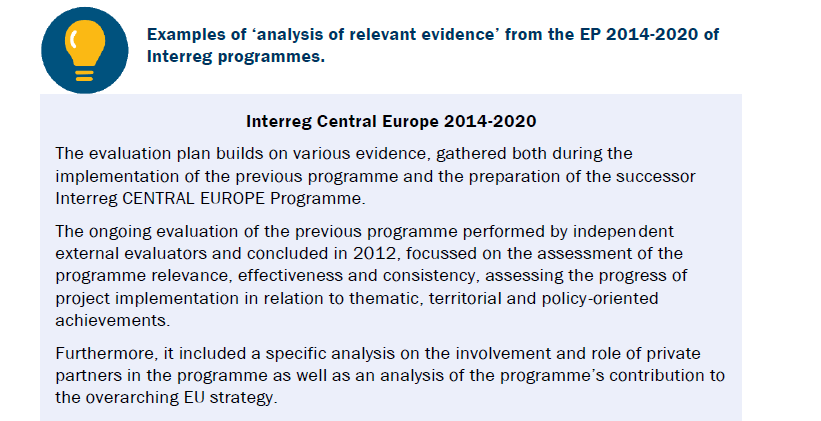 Examples of ‘analysis of relevant evidence’ from the EP 2014-2020 of
Interreg programmes.
Interreg Central Europe 2014-2020
The evaluation plan builds on various evidence, gathered both during the
implementation of the previous programme and the preparation of the successor
Interreg CENTRAL EUROPE Programme.
The ongoing evaluation of the previous programme performed by independent
external evaluators and concluded in 2012, focussed on the assessment of the
programme relevance, effectiveness and consistency, assessing the progress of
project implementation in relation to thematic, territorial and policy-oriented
achievements.
Furthermore, it included a specific analysis on the involvement and role of private
partners in the programme as well as an analysis of the programme’s contribution to
the overarching EU strategy.